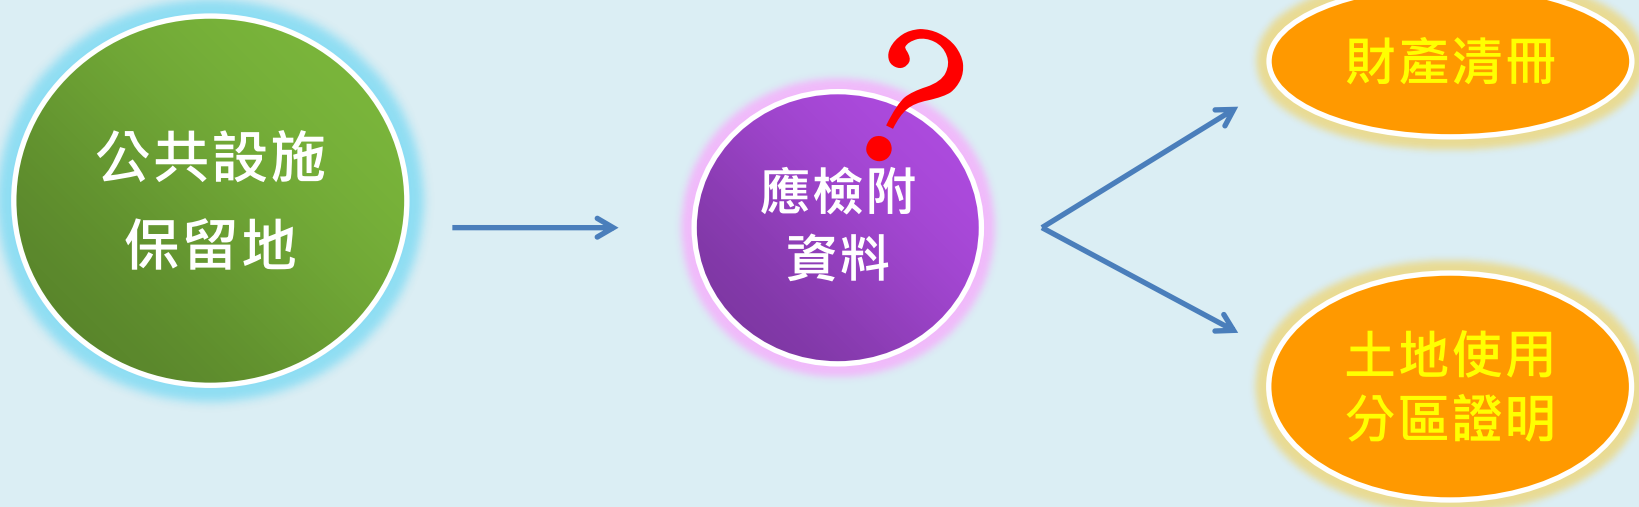 公共設施
保留地
?
應檢附
資料
財產清冊
土地使用
分區證明